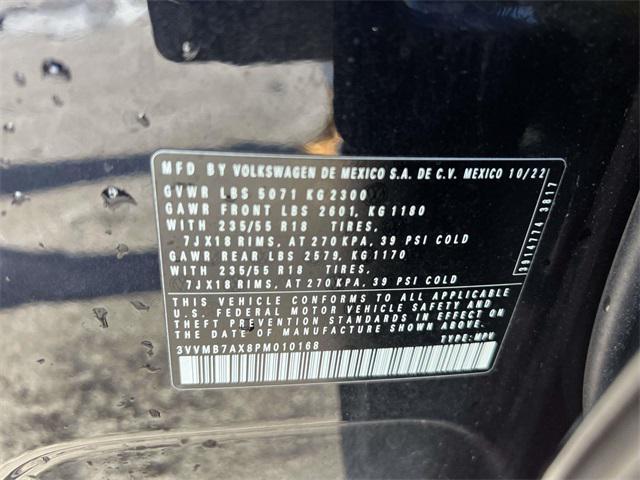 MFD BY VOLKSWAGEN DE MEXICO S.A. DE C.V. MEXICO 10/22
GVWR LBS 5071 KG 2300
GAWR FRONT LBS 2601, KG 1180
WITH 235/55 R18 TIRES,
7JX18 RIMS, AT 270 KPA, 39 PSI COLD
GAWR REAR LBS 2579, KG 1170
WITH 235/55 R18 TIRES,
7JX18 RIMS, AT 270 KPA, 39 PSI COLD
THIS VEHICLE CONFORMS TO ALL APPLICABLE
U.S. FEDERAL MOTOR VEHICLE SAFETY AND
THEFT PREVENTION STANDARDS IN EFFECT ON
THE DATE OF MANUFACTURE SHOWN ABOVE.
3VVMB7AX8PM010168 TYPE: MPV
3914774 3817